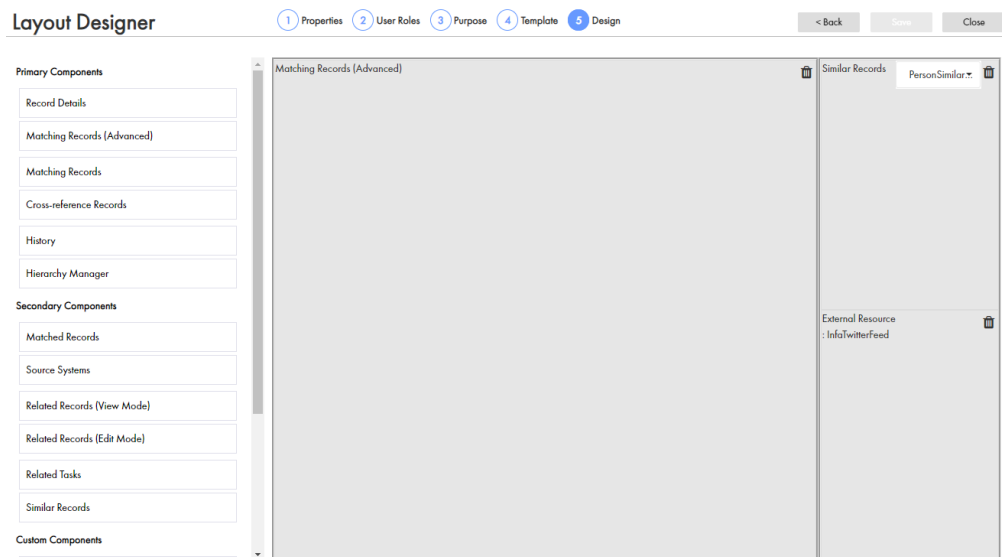 Layout Designer
1 Properties 2 User Roles 3 Purpose 4 Template 5 Design
< Back Save Close
Primary Components
Record Details
Matching Records (Advanced)
Matching Records
Cross-reference Records
History
Hierarchy Manager
Secondary Components
Matched Records
Source Systems
Related Records (View Mode)
Related Records (Edit Mode)
Related Tasks
Similar Records
Custom Components
Matching Records (Advanced)
Similar Records
PersonSimilar...
External Resource
: InfaTwitterFeed